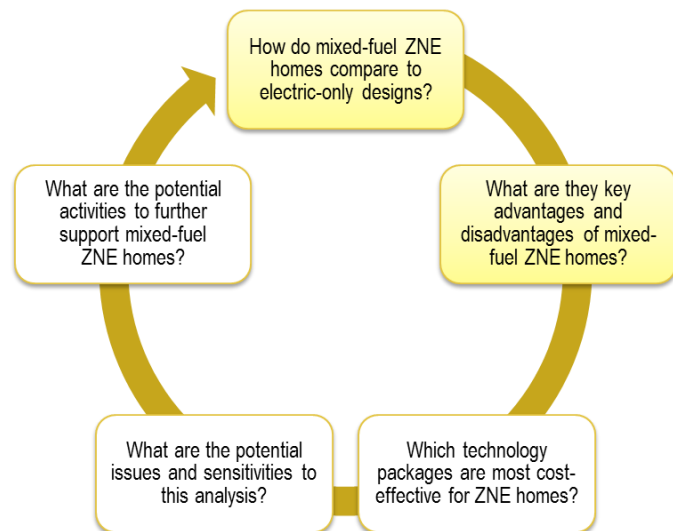 How do mixed-fuel ZNE
homes compare to
electric-only designs?
What are they key
advantages and
disadvantages of mixed-
fuel ZNE homes?
Which technology
packages are most cost-
effective for ZNE homes?
What are the potential
issues and sensitivities to
this analysis?
What are the potential
activities to further
support mixed-fuel
ZNE homes?